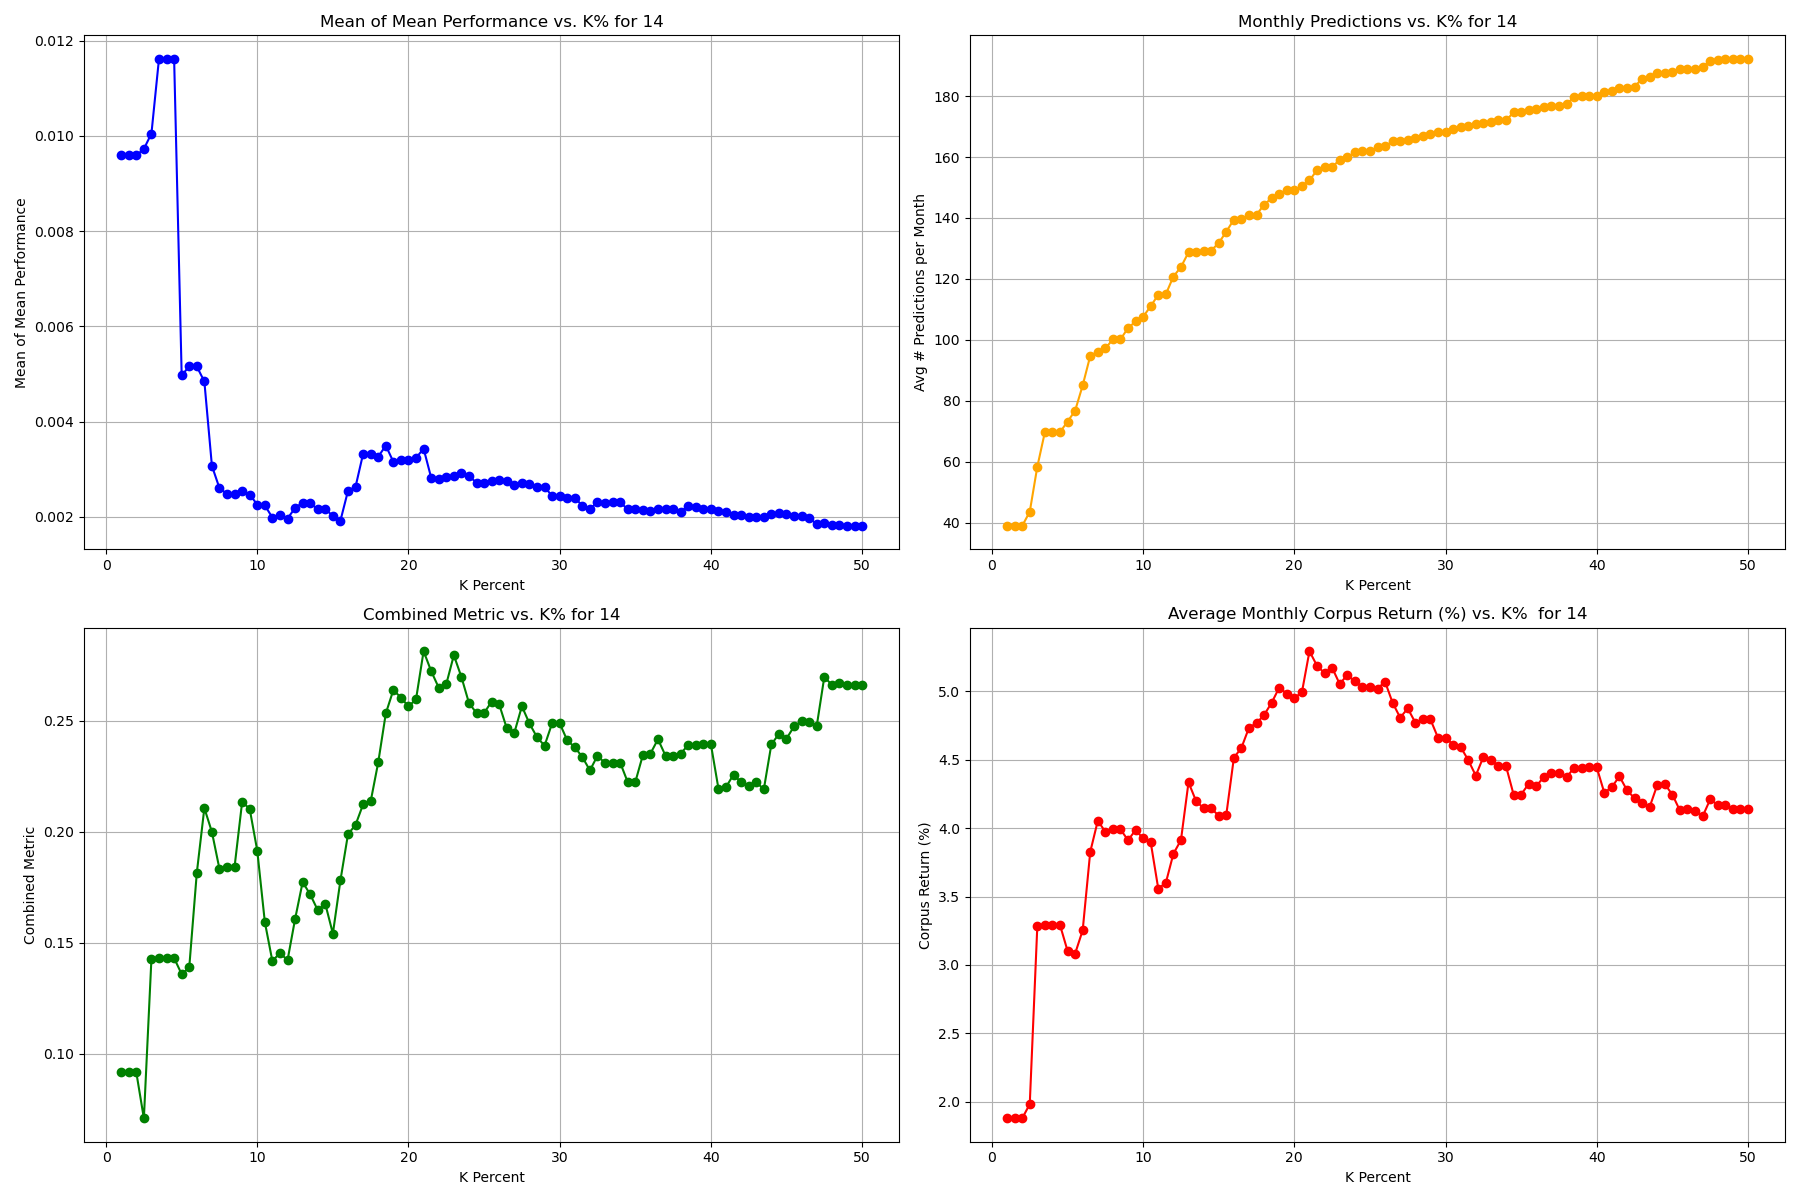 Mean of Mean Performance vs. K% for 14
Mean of Mean Performance
0.012
0.010
0.008
0.006
0.004
0.002
0 10 20 30 40 50
K Percent
Monthly Predictions vs. K% for 14
Avg # Predictions per Month
180
160
140
120
100
80
60
40
0 10 20 30 40 50
K Percent
Combined Metric vs. K% for 14
Combined Metric
0.25
0.20
0.15
0.10
0 10 20 30 40 50
K Percent
Average Monthly Corpus Return (%) vs. K%  for 14
Corpus Return (%)
5.0
4.5
4.0
3.5
3.0
2.5
2.0
0 10 20 30 40 50
K Percent